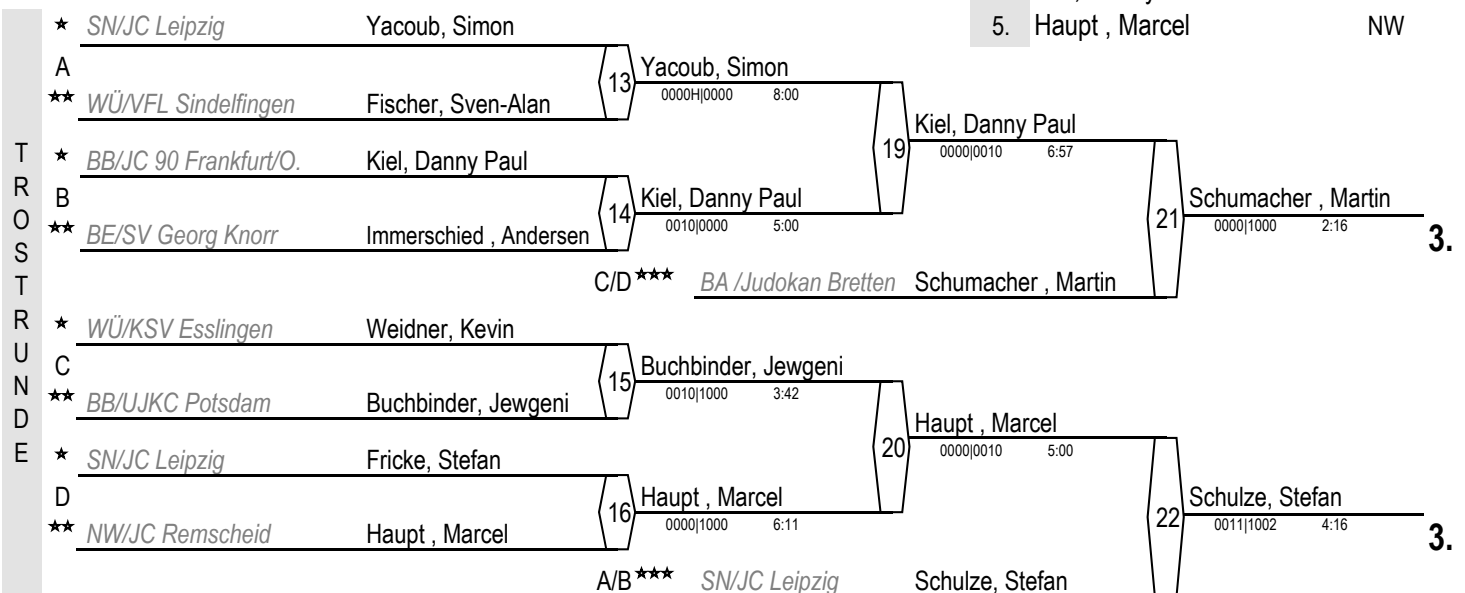 5. Haupt , Marcel NW
TROSTRUNDE
★ SN/JC Leipzig Yacoub, Simon
A
13 Yacoub, Simon
0000H|0000 8:00
★★ WÜ/VFL Sindelfingen Fischer, Sven-Alan
19 Kiel, Danny Paul
0000|0010 6:57
★ BB/JC 90 Frankfurt/O. Kiel, Danny Paul
B
14 Kiel, Danny Paul
0010|0000 5:00
21 Schumacher , Martin
0000|1000 2:16
3.
★★ BE/SV Georg Knorr Immerschied , Andersen
C/D ★★★ BA /Judokan Bretten Schumacher , Martin
★ WÜ/KSV Esslingen Weidner, Kevin
C
15 Buchbinder, Jewgeni
0010|1000 3:42
★★ BB/UJKC Potsdam Buchbinder, Jewgeni
20 Haupt , Marcel
0000|0010 5:00
★ SN/JC Leipzig Fricke, Stefan
D
16 Haupt , Marcel
0000|1000 6:11
22 Schulze, Stefan
0011|1002 4:16
3.
★★ NW/JC Remscheid Haupt , Marcel
A/B ★★★ SN/JC Leipzig Schulze, Stefan